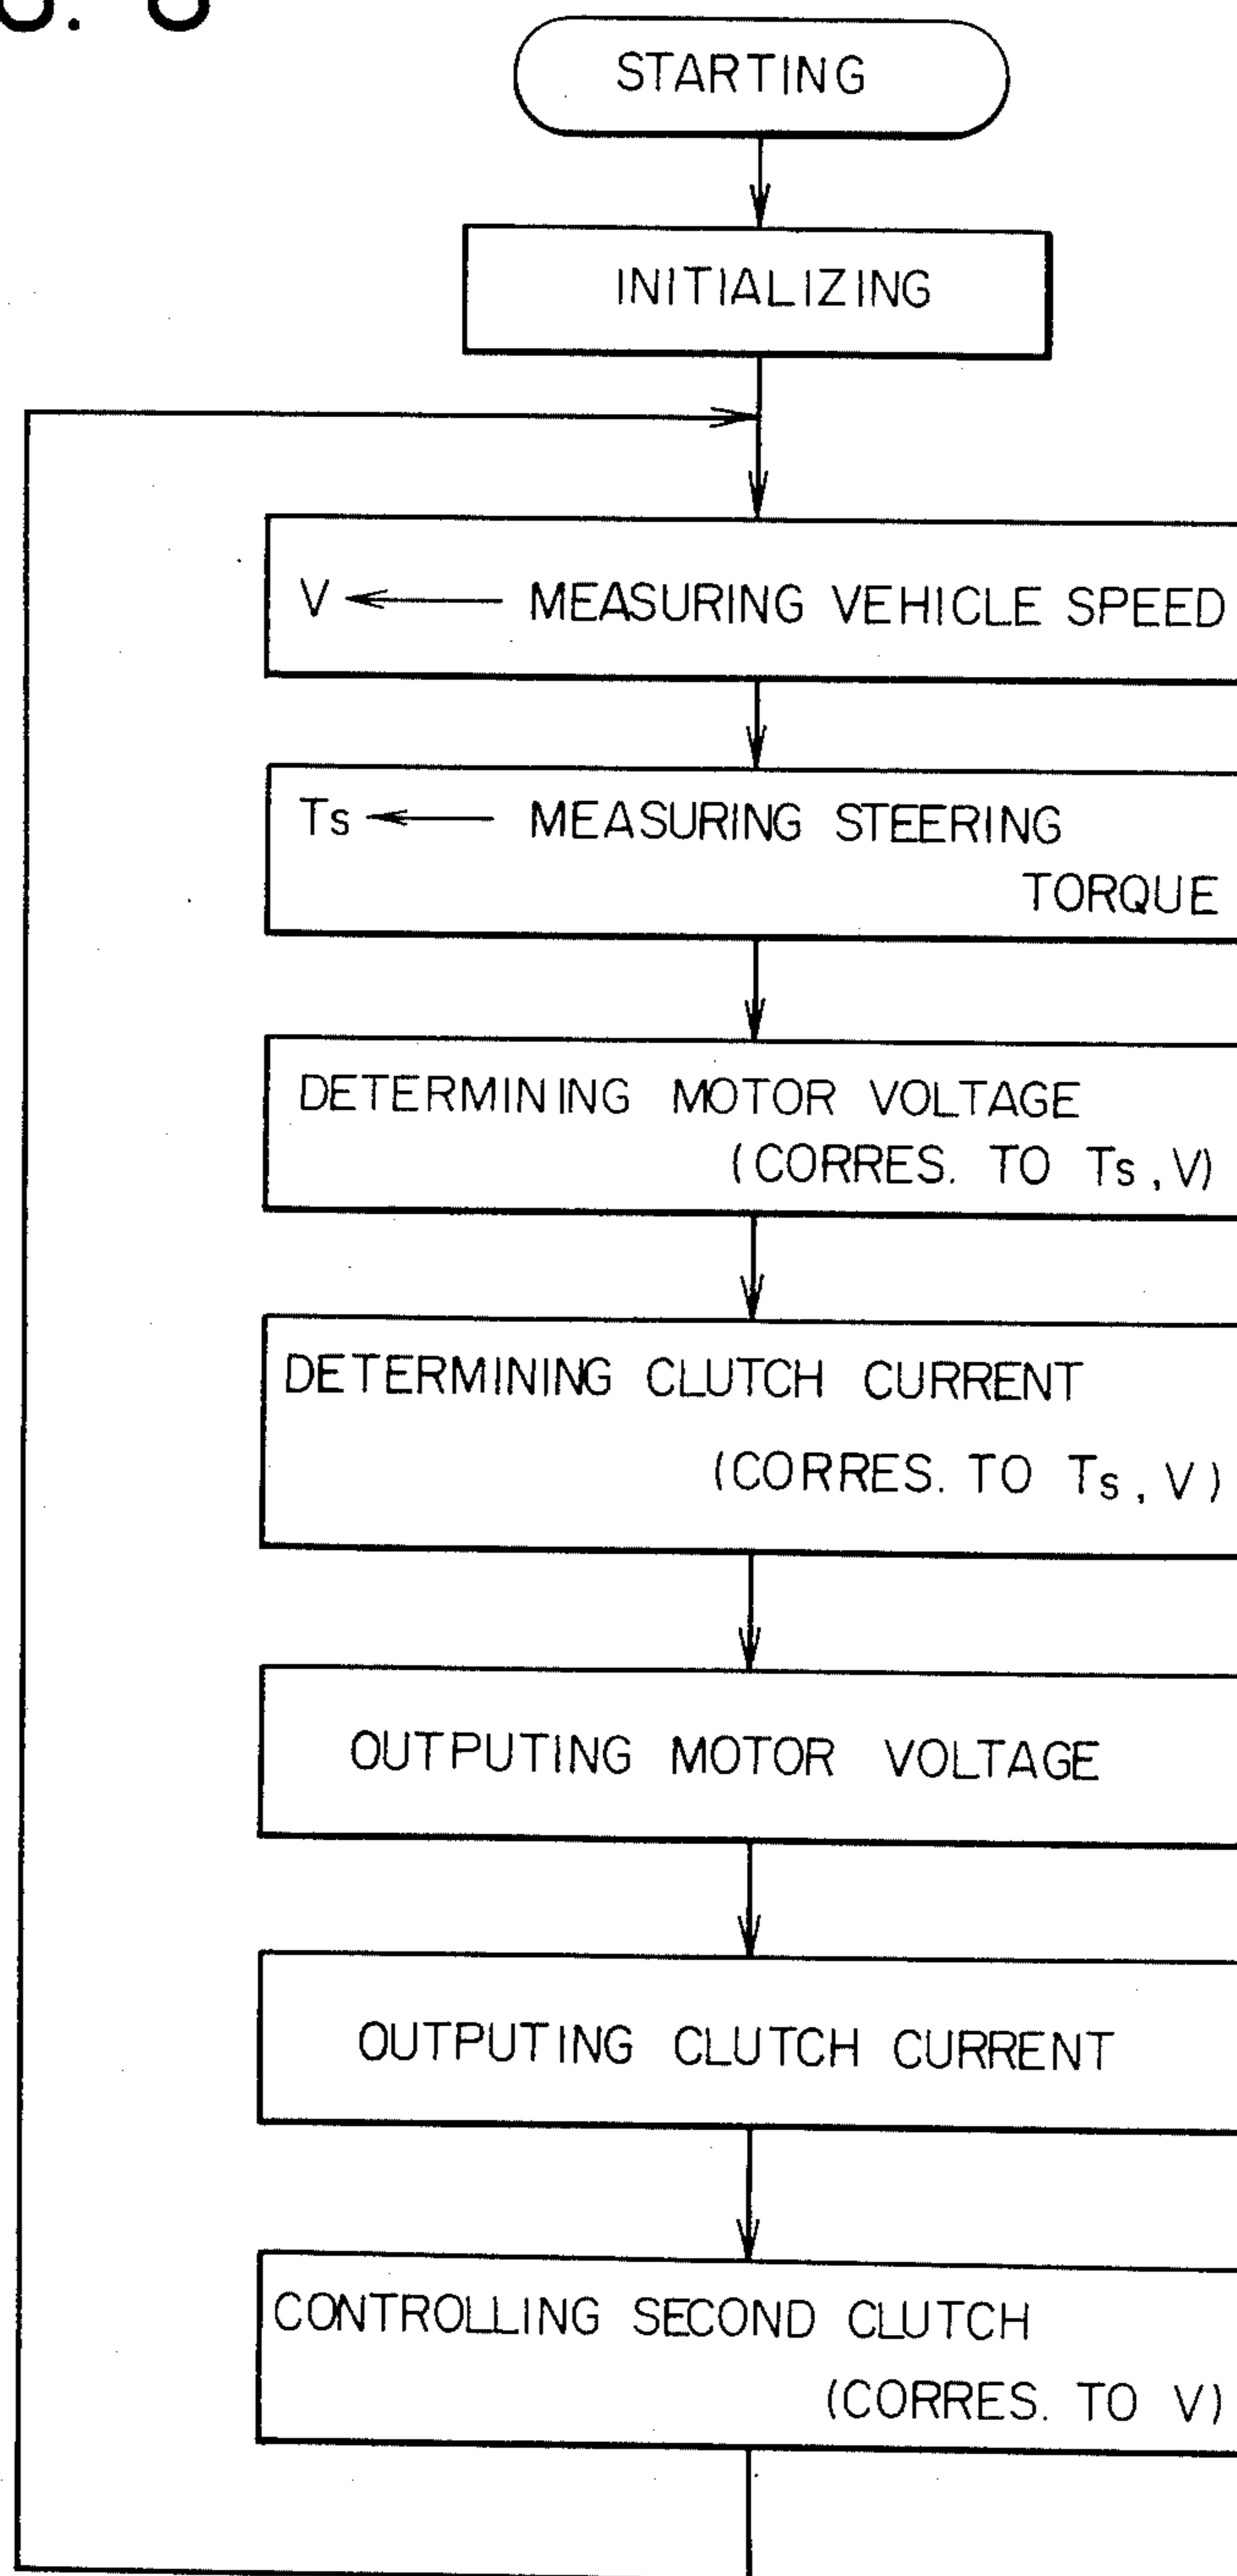 STARTING
INITIALIZING
V ← MEASURING VEHICLE SPEED
Ts ← MEASURING STEERING
TORQUE
DETERMINING MOTOR VOLTAGE
(CORRES. TO Ts, V)
DETERMINING CLUTCH CURRENT
(CORRES. TO Ts, V)
OUTPUTING MOTOR VOLTAGE
OUTPUTING CLUTCH CURRENT
CONTROLLING SECOND CLUTCH
(CORRES. TO V)